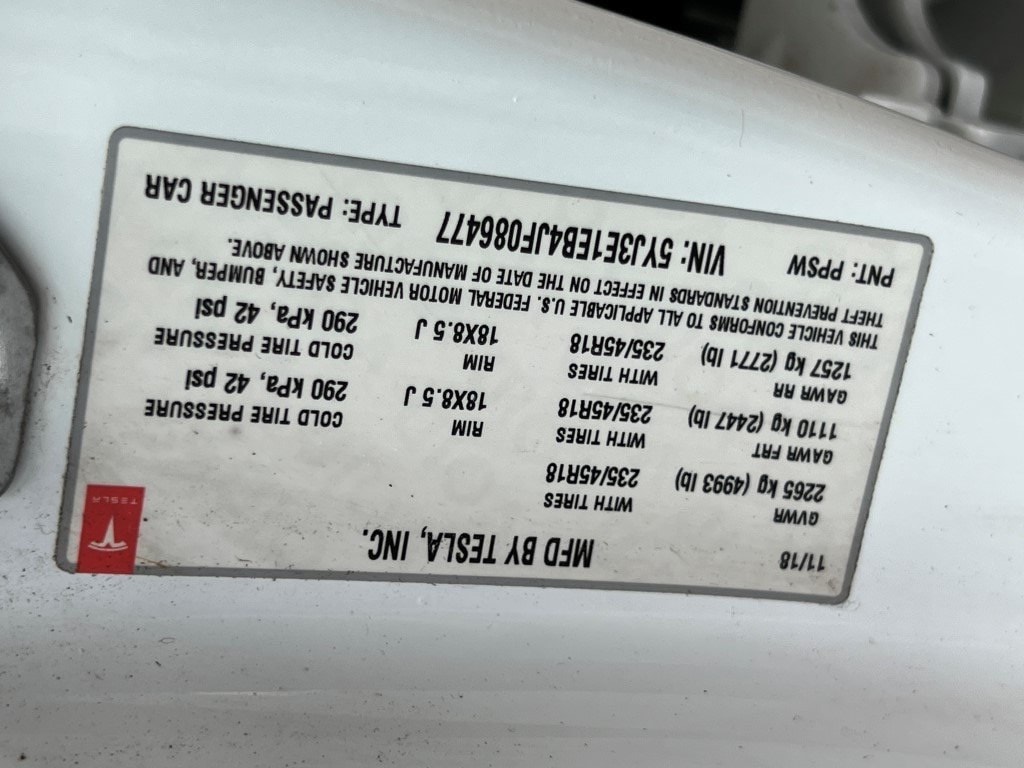 11/18 MFD BY TESLA, INC.
TESLA
GVWR WITH TIRES
2265 kg (4993 lb) 235/45R18
GAWR FRT WITH TIRES RIM COLD TIRE PRESSURE
1110 kg (2447 lb) 235/45R18 18X8.5 J 290 kPa, 42 psi
GAWR RR WITH TIRES RIM COLD TIRE PRESSURE
1257 kg (2771 lb) 235/45R18 18X8.5 J 290 kPa, 42 psi
THIS VEHICLE CONFORMS TO ALL APPLICABLE U.S. FEDERAL MOTOR VEHICLE SAFETY, BUMPER, AND
THEFT PREVENTION STANDARDS IN EFFECT ON THE DATE OF MANUFACTURE SHOWN ABOVE.
PNT: PPSW VIN: 5YJ3E1EB4JF086477 TYPE: PASSENGER CAR